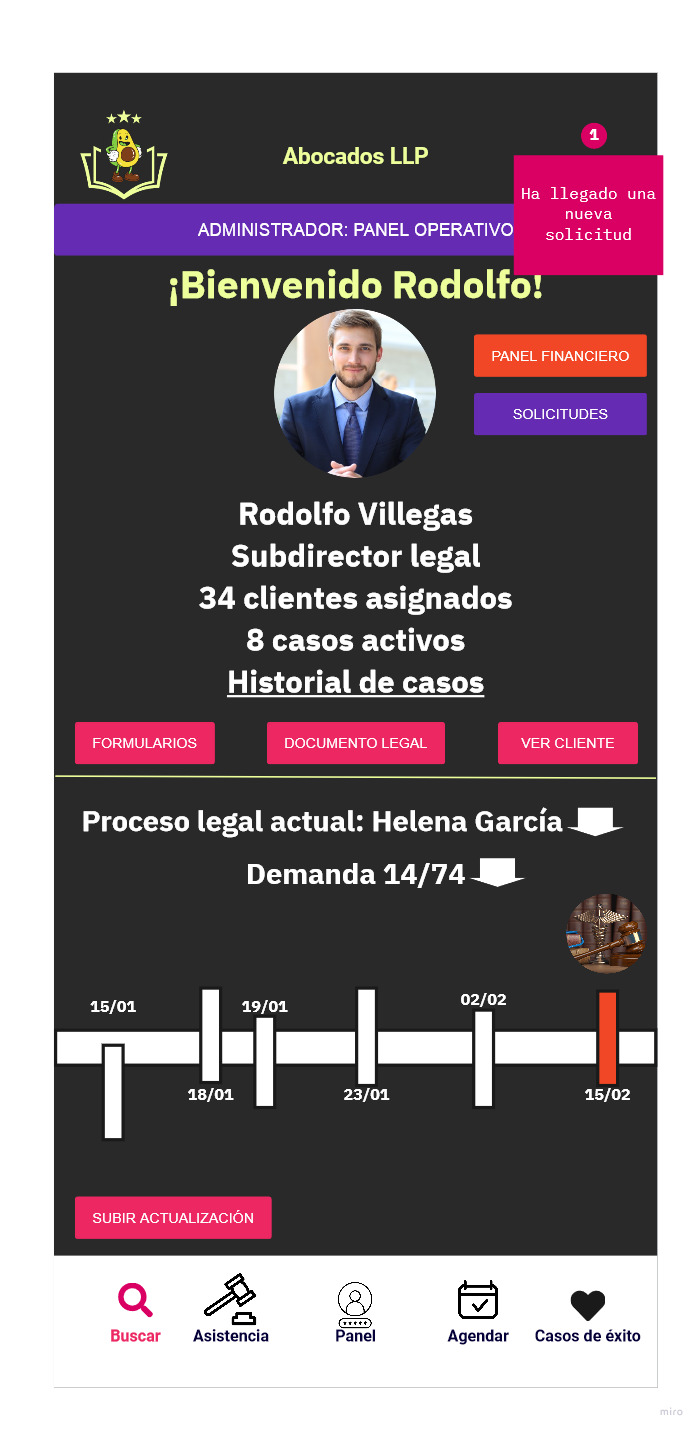 1
Abocados LLP
Ha llegado una
nueva
solicitud
ADMINISTRADOR: PANEL OPERATIVO
¡Bienvenido Rodolfo!
PANEL FINANCIERO
SOLICITUDES
Rodolfo Villegas
Subdirector legal
34 clientes asignados
8 casos activos
Historial de casos
FORMULARIOS
DOCUMENTO LEGAL
VER CLIENTE
Proceso legal actual: Helena García
Demanda 14/74
15/01
19/01
02/02
18/01
23/01
15/02
SUBIR ACTUALIZACIÓN
Buscar
Asistencia
Panel
Agendar
Casos de éxito
miro